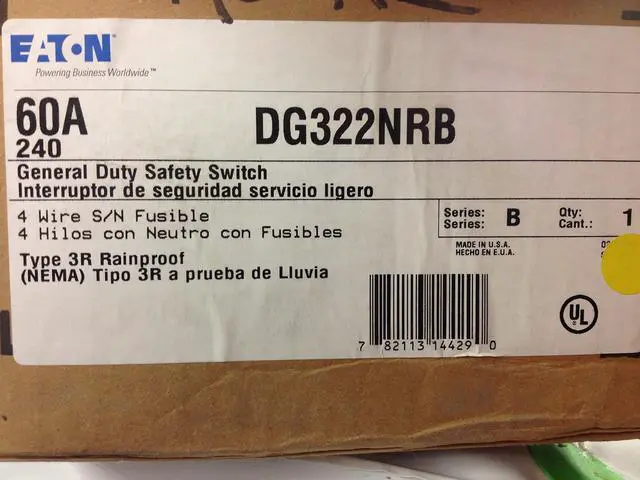 EATON
Powering Business Worldwide™
60A
240
DG322NRB
General Duty Safety Switch
Interruptor de seguridad servicio ligero
4 Wire S/N Fusible
4 Hilos con Neutro con Fusibles
Type 3R Rainproof
(NEMA) Tipo 3R a prueba de Lluvia
Series: B Qty: 1
Series: Cant.:
MADE IN U.S.A.
HECHO EN E.U.A.
UL
7 82113 14429 0